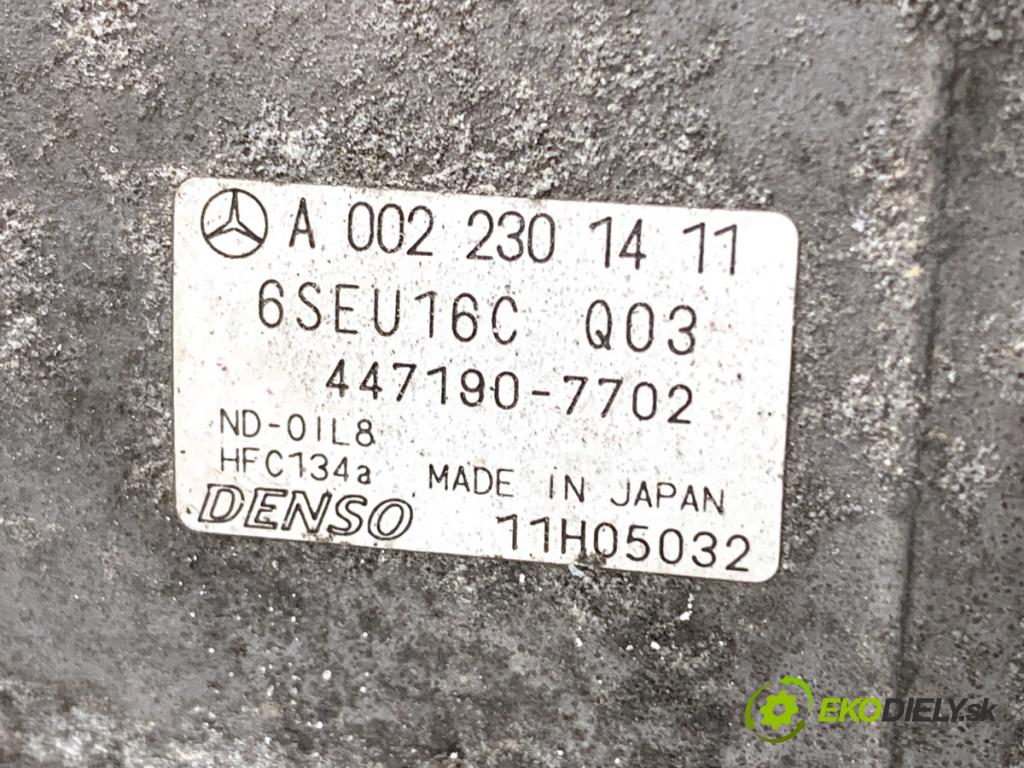 A 002 230 14 11
6SEU16C Q03
447190-7702
ND-OIL8
HFC134a MADE IN JAPAN
DENSO 11H05032
EKODIELY.sk